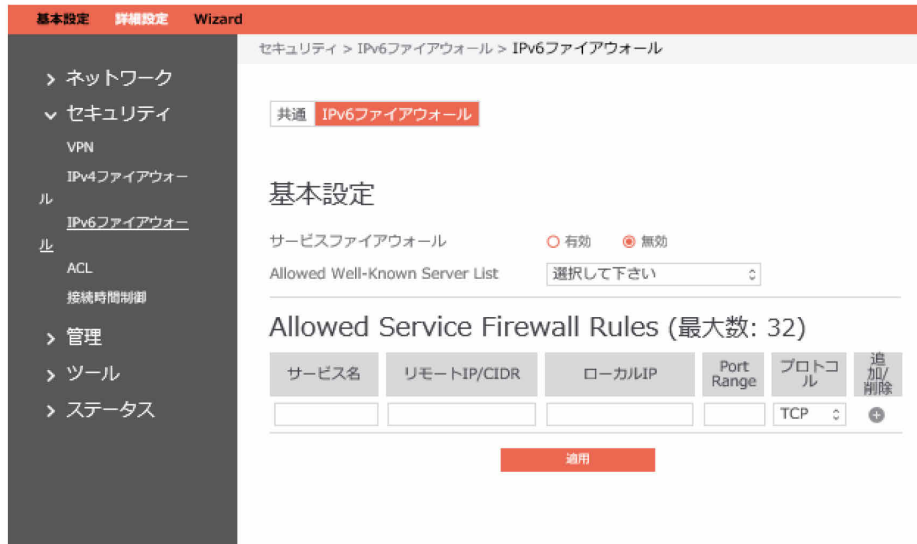 基本設定 詳細設定 Wizard
セキュリティ > IPv6ファイアウォール > IPv6ファイアウォール
ネットワーク
セキュリティ
VPN
IPv4ファイアウォー
ル
IPv6ファイアウォー
ル
ACL
接続時間制御
管理
ツール
ステータス
共通 IPv6ファイアウォール
基本設定
サービスファイアウォール 有効 無効
Allowed Well-Known Server List 選択して下さい
Allowed Service Firewall Rules (最大数: 32)
サービス名 リモートIP/CIDR ローカルIP Port Range プロトコル 追加/削除
TCP
適用